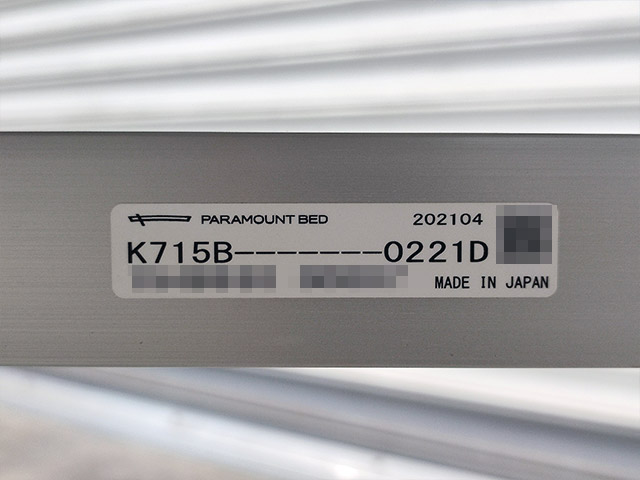 PARAMOUNT BED 202104
K715B-------0221D
MADE IN JAPAN